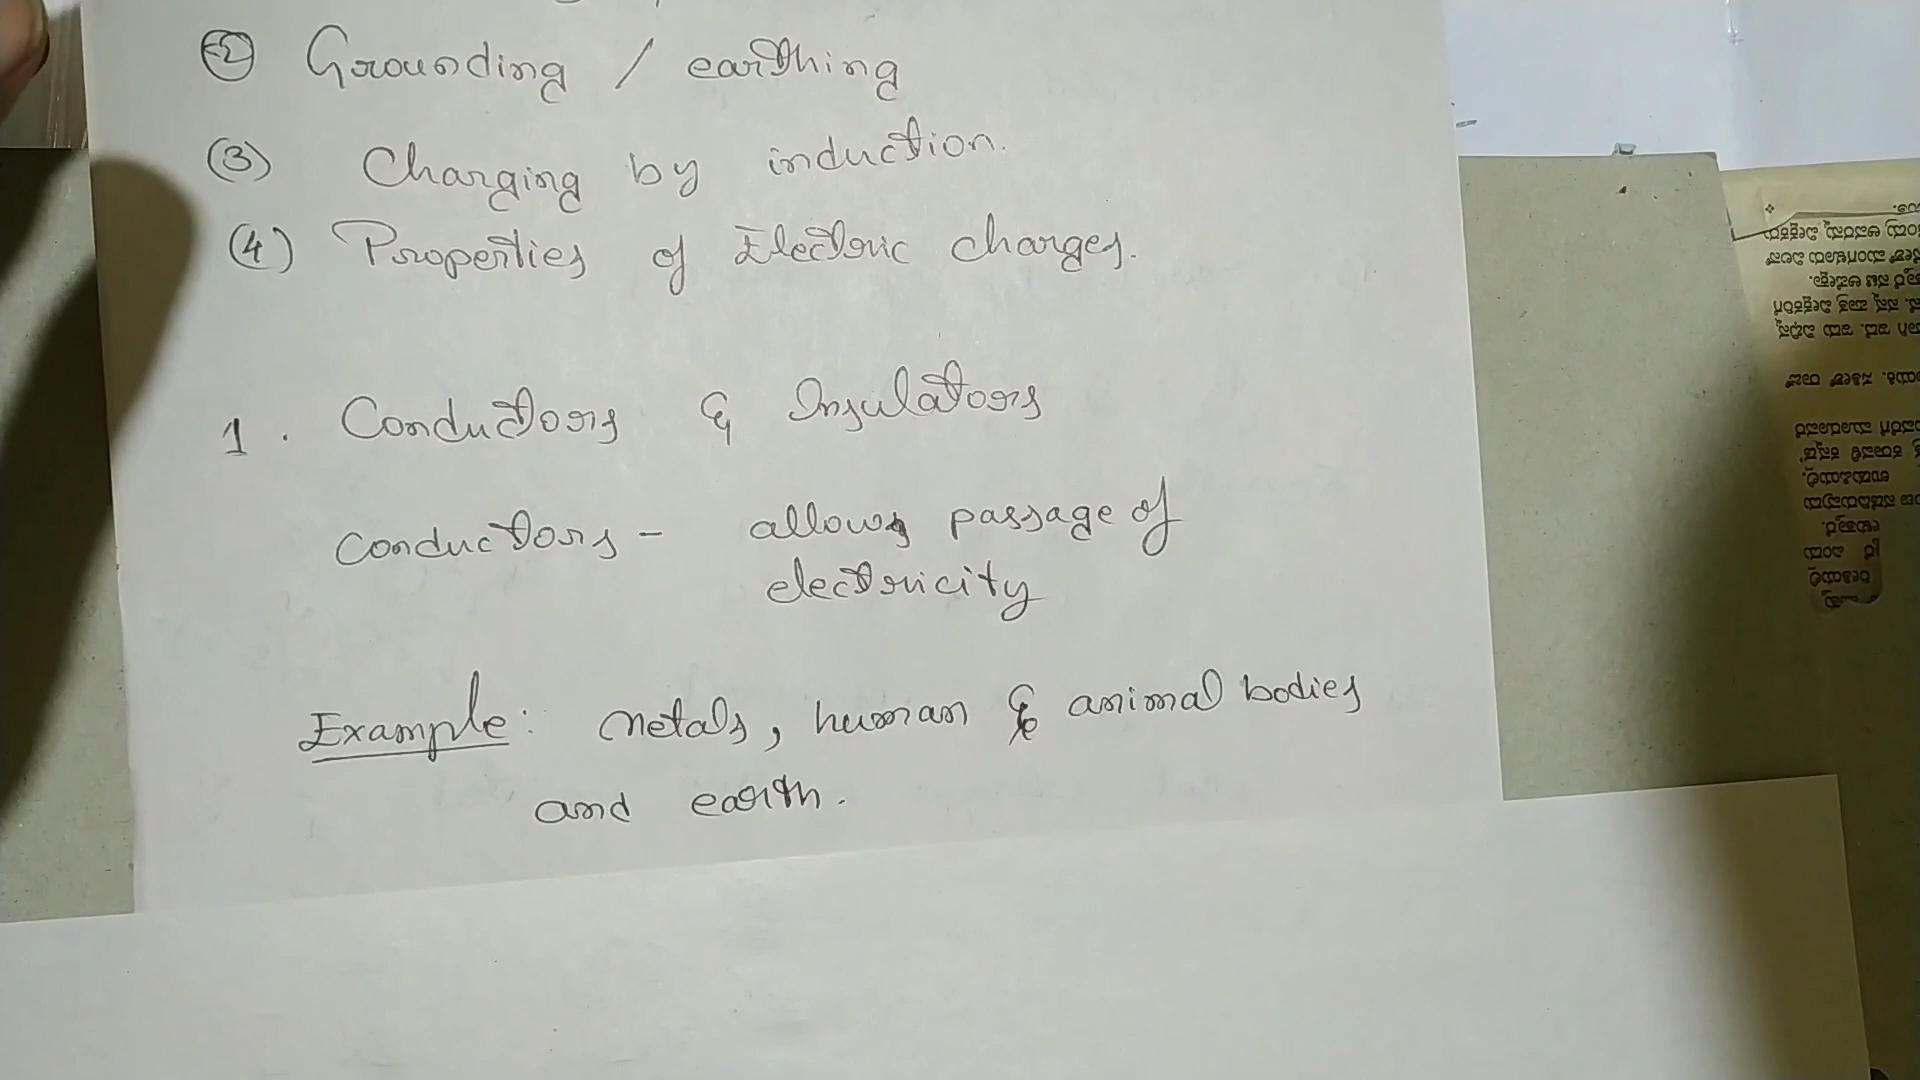 ② Grounding / earthing
(3) Charging by induction.
(4) Properties of Electric charges.
1. Conductors & Insulators
Conductors - allows passage of
electricity
Example: metals, human & animal bodies
and earth.